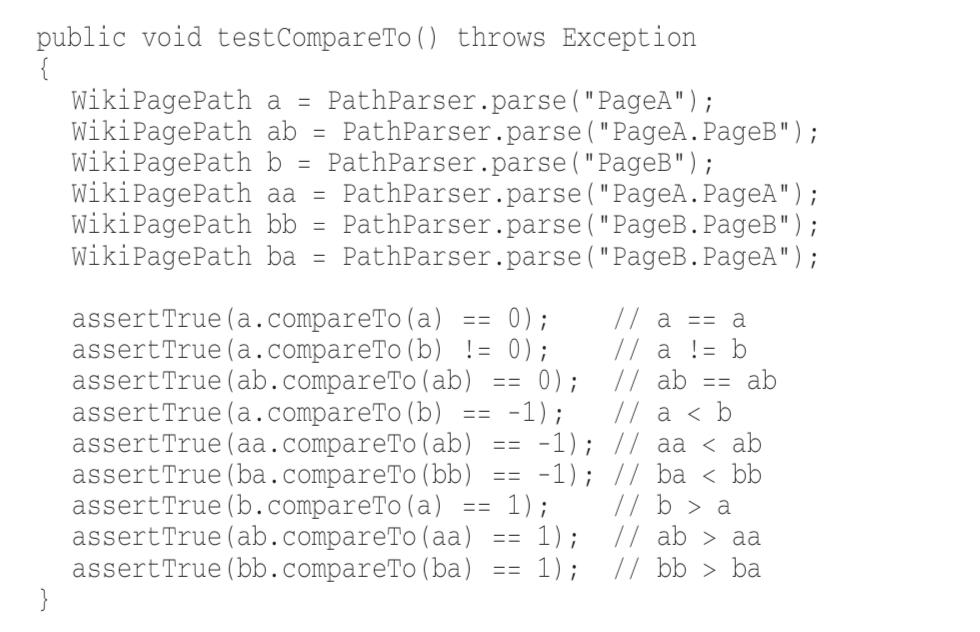 public void testCompareTo() throws Exception
{
  WikiPagePath a = PathParser.parse("PageA");
  WikiPagePath ab = PathParser.parse("PageA.PageB");
  WikiPagePath b = PathParser.parse("PageB");
  WikiPagePath aa = PathParser.parse("PageA.PageA");
  WikiPagePath bb = PathParser.parse("PageB.PageB");
  WikiPagePath ba = PathParser.parse("PageB.PageA");

  assertTrue(a.compareTo(a) == 0);    // a == a
  assertTrue(a.compareTo(b) != 0);    // a != b
  assertTrue(ab.compareTo(ab) == 0);  // ab == ab
  assertTrue(a.compareTo(b) == -1);   // a < b
  assertTrue(aa.compareTo(ab) == -1); // aa < ab
  assertTrue(ba.compareTo(bb) == -1); // ba < bb
  assertTrue(b.compareTo(a) == 1);    // b > a
  assertTrue(ab.compareTo(aa) == 1);  // ab > aa
  assertTrue(bb.compareTo(ba) == 1);  // bb > ba
}